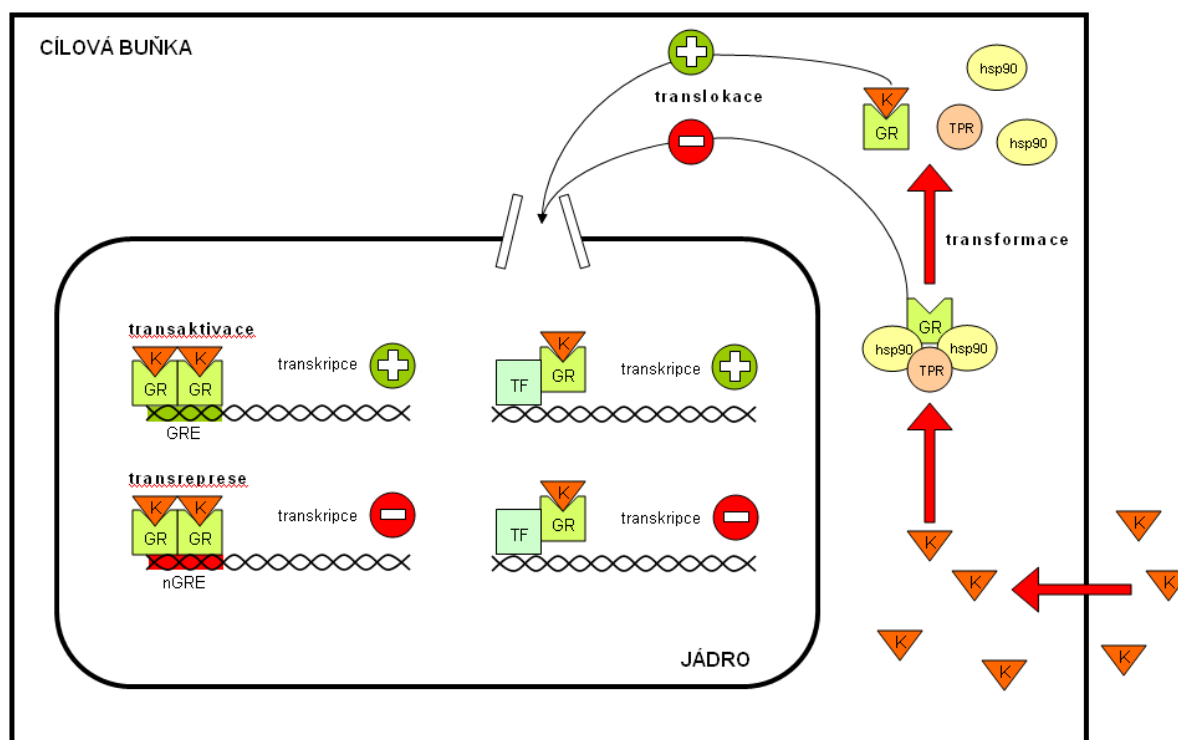 CÍLOVÁ BUŇKA
translokace
K
GR
hsp90
TPR
hsp90
transformace
GR
hsp90
hsp90
TPR
transaktivace
K K
GR GR
GRE
transkripce
K
TF
GR
transkripce
transreprese
K K
GR GR
nGRE
transkripce
K
TF
GR
transkripce
K
K
K
K
K
K
K
JÁDRO